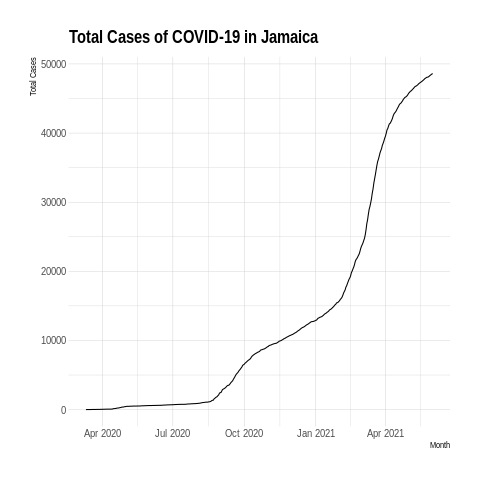 Total Cases of COVID-19 in Jamaica
Total Cases
50000
40000
30000
20000
10000
0
Apr 2020 Jul 2020 Oct 2020 Jan 2021 Apr 2021
Month